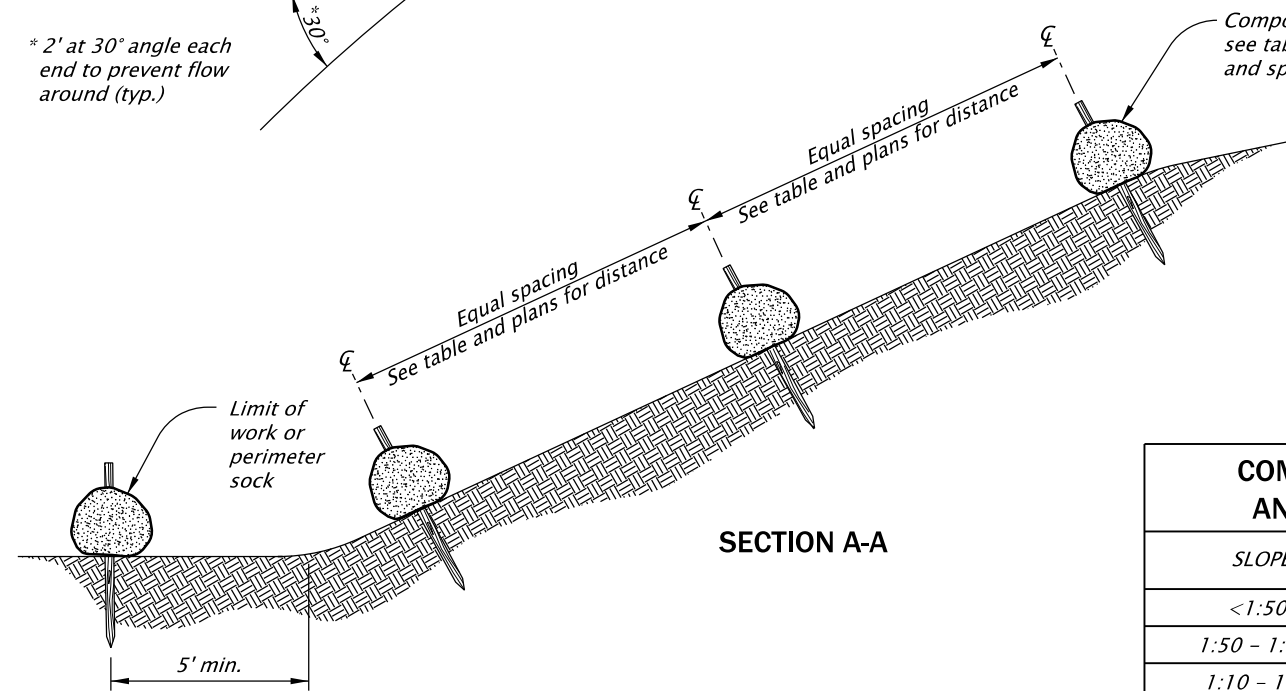 *30°
* 2' at 30° angle each
end to prevent flow
around (typ.)
see
and
℄
Equal spacing
See table and plans for distance
℄
Equal spacing
See table and plans for distance
℄
Limit of
work or
perimeter
sock
SECTION A-A
5' min.
SLOPE
<1:50
1:50 – 1:
1:10 – 1